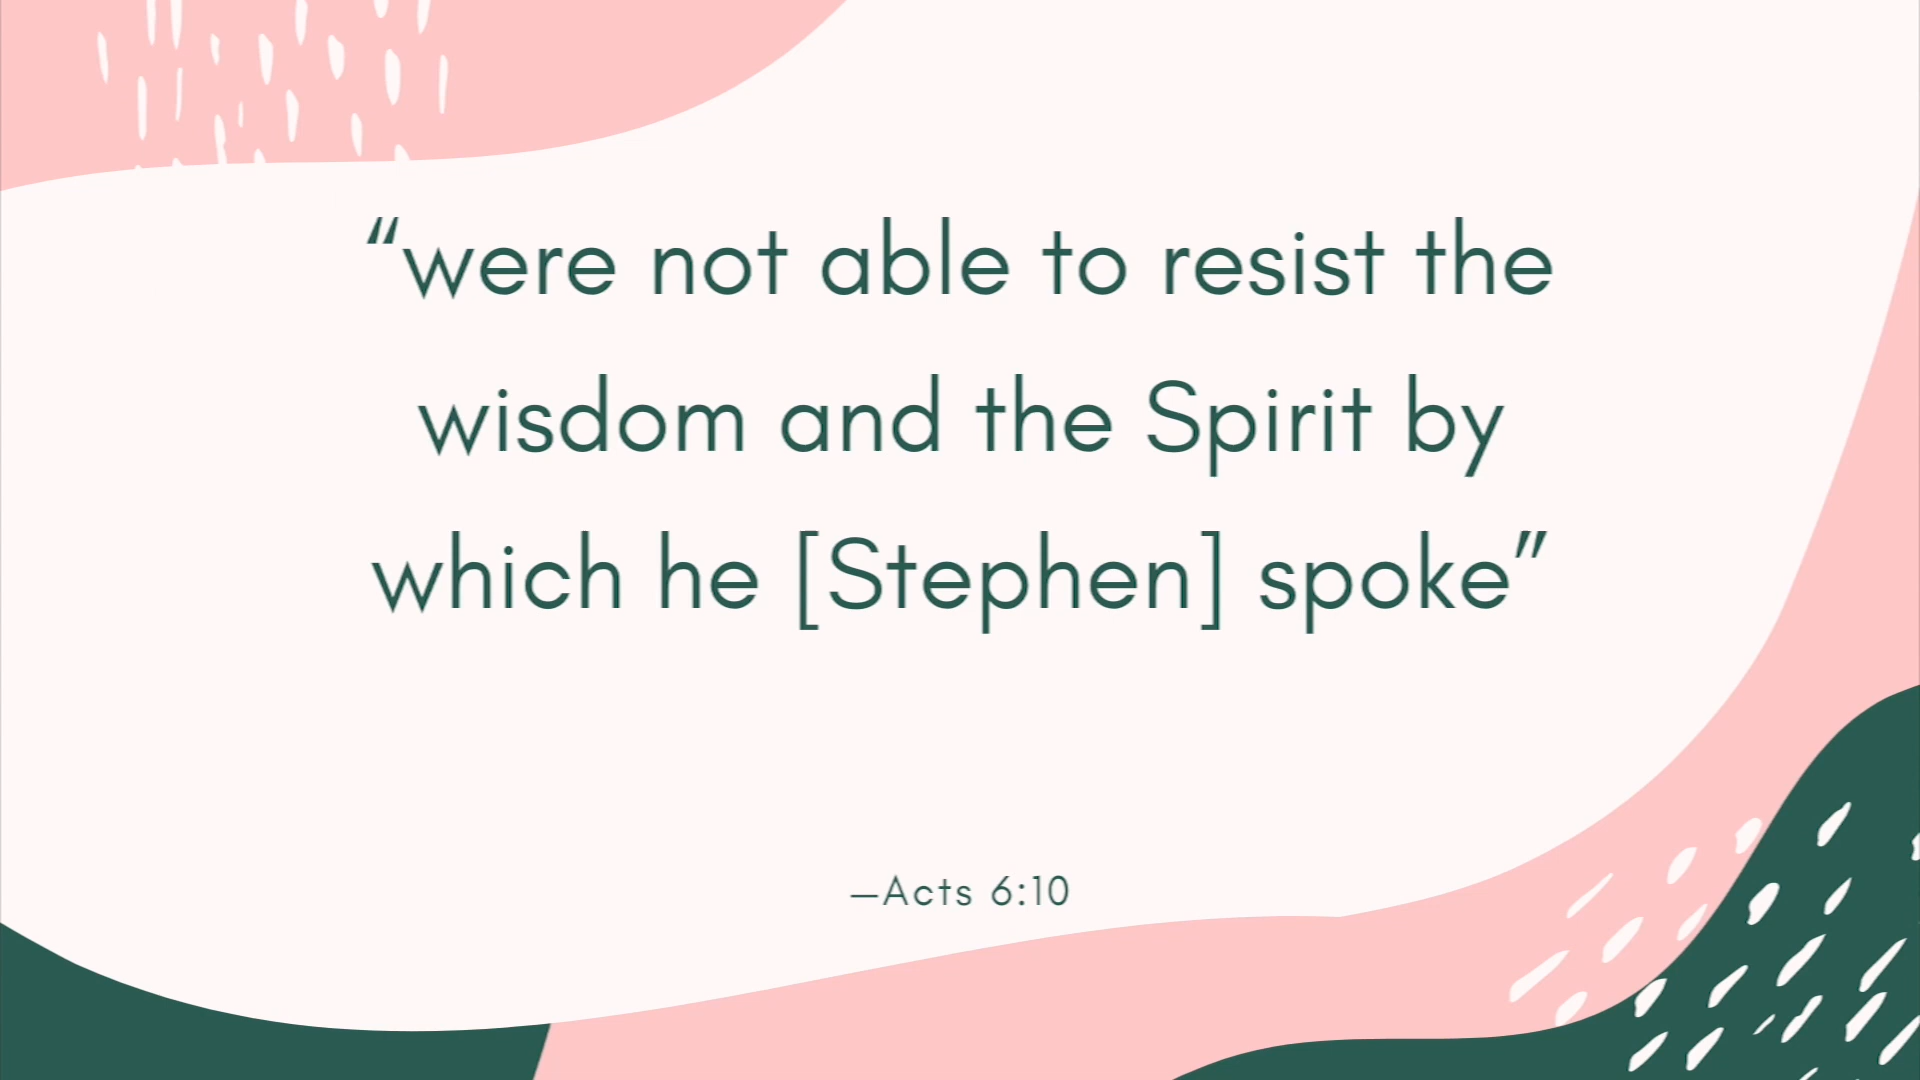 “were not able to resist the
wisdom and the Spirit by
which he [Stephen] spoke”
—Acts 6:10